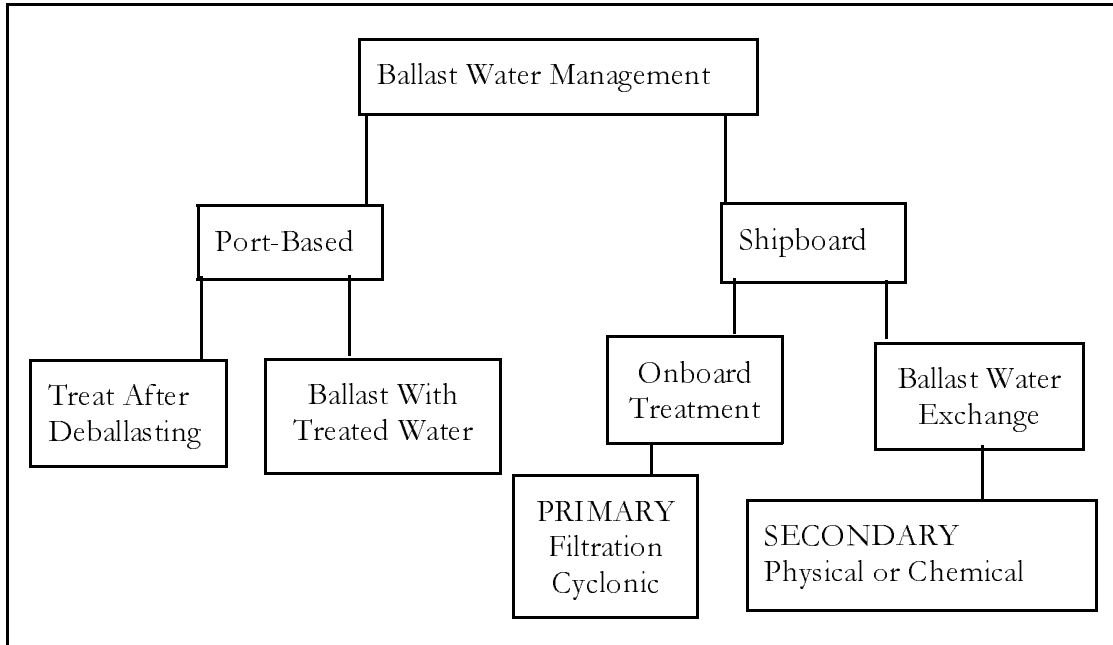 Ballast Water Management
Port-Based
Shipboard
Treat After
Deballasting
Ballast With
Treated Water
Onboard
Treatment
Ballast Water
Exchange
PRIMARY
Filtration
Cyclonic
SECONDARY
Physical or Chemical